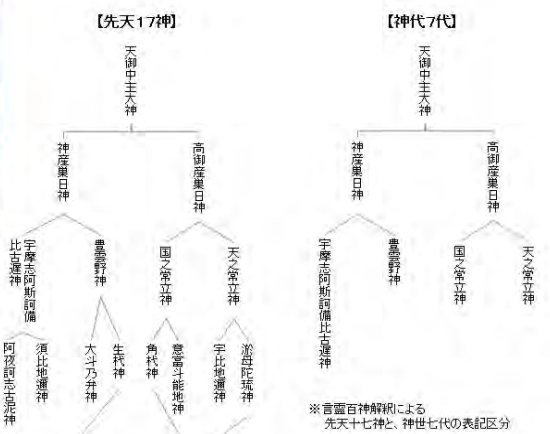 【先天17神】
天御中主大神
高御産巣日神
神産巣日神
天之常立神
国之常立神
豊雲野神
宇摩志阿斯訶備
比古遅神
淤母陀琉神
宇比地邇神
意富斗能地神
角杙神
生杙神
大斗乃弁神
須比地邇神
阿夜訶志古泥神
【神代7代】
天御中主大神
高御産巣日神
神産巣日神
天之常立神
国之常立神
豊雲野神
宇摩志阿斯訶備比古遅神
※言霊百神解釈による
先天十七神と、神世七代の表記区分